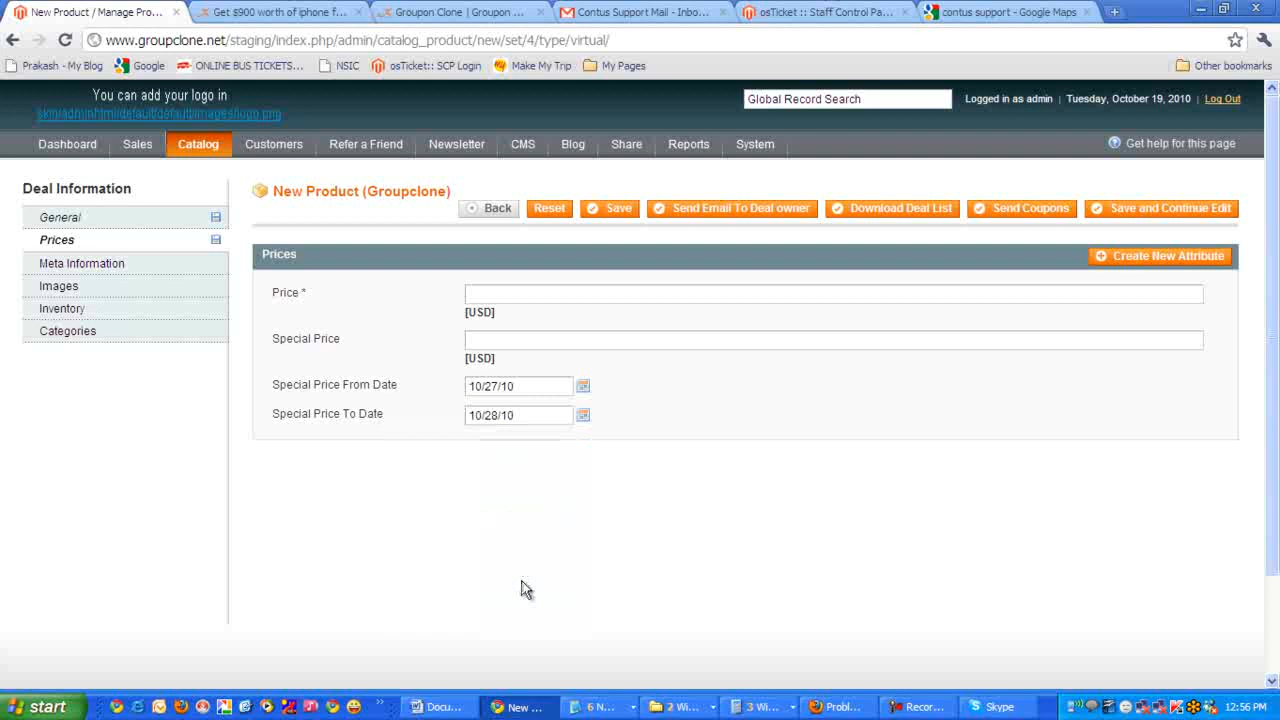 New Product / Manage Pro...
Get $900 worth of iphone f...
Groupon Clone | Groupon ...
Contus Support Mail - Inbo...
osTicket :: Staff Control Pa...
contus support - Google Maps
www.groupclone.net/staging/index.php/admin/catalog_product/new/set/4/type/virtual/
Prakash - My Blog
Google
ONLINE BUS TICKETS...
NSIC
osTicket:: SCP Login
Make My Trip
My Pages
Other bookmarks
You can add your logo in
skin/adminhtml/default/default/images/logo.png
Global Record Search
Logged in as admin | Tuesday, October 19, 2010 | Log Out
Dashboard Sales Catalog Customers Refer a Friend Newsletter CMS Blog Share Reports System
Get help for this page
Deal Information
General
Prices
Meta Information
Images
Inventory
Categories
New Product (Groupclone)
Back Reset Save Send Email To Deal owner Download Deal List Send Coupons Save and Continue Edit
Prices
Create New Attribute
Price *
[USD]
Special Price
[USD]
Special Price From Date 10/27/10
Special Price To Date 10/28/10
start
Docu...
New ...
6 N...
2 Wi...
3 Wi...
Probl...
Recor...
Skype
12:56 PM